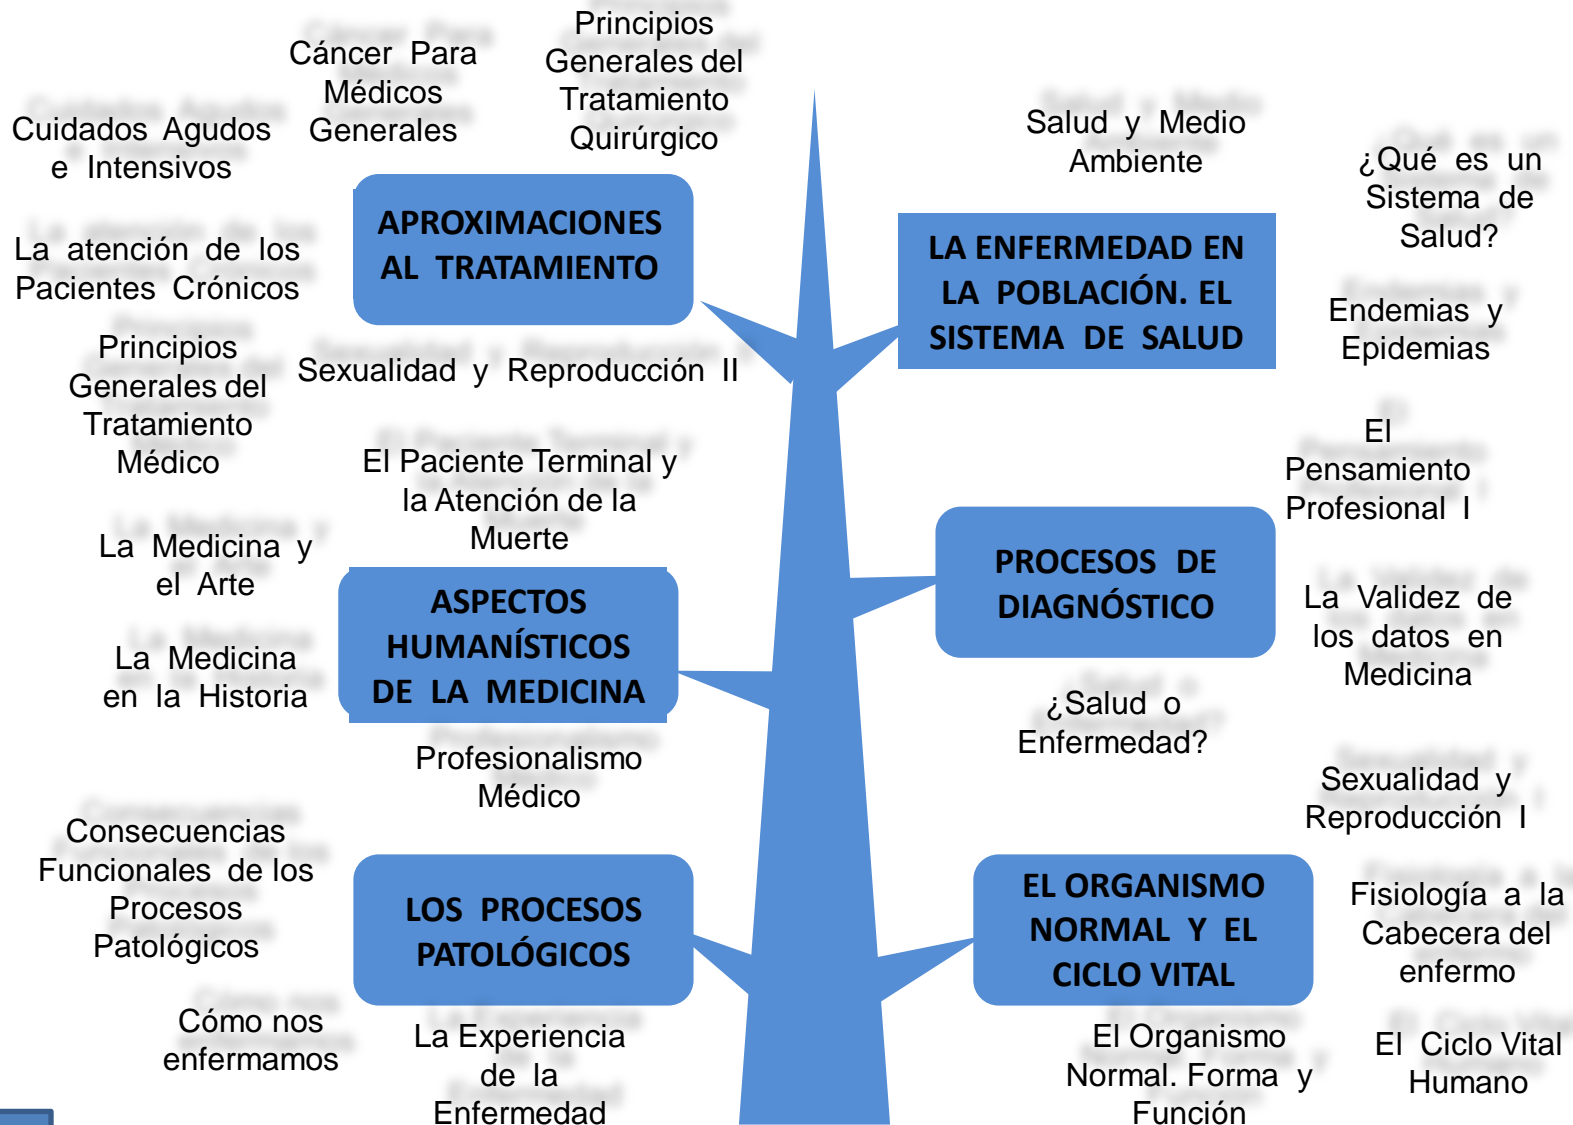 Principios
Generales del
Tratamiento
Quirúrgico
Cáncer Para
Médicos
Generales
Cuidados Agudos
e Intensivos
La atención de los
Pacientes Crónicos
APROXIMACIONES
AL TRATAMIENTO
Principios
Generales del
Tratamiento
Médico
Sexualidad y Reproducción II
Salud y Medio
Ambiente
¿Qué es un
Sistema de
Salud?
LA ENFERMEDAD EN
LA POBLACIÓN. EL
SISTEMA DE SALUD
Endemias y
Epidemias
El Paciente Terminal y
la Atención de la
Muerte
La Medicina y
el Arte
ASPECTOS
HUMANÍSTICOS
DE LA MEDICINA
La Medicina
en la Historia
Profesionalismo
Médico
El
Pensamiento
Profesional I
PROCESOS DE
DIAGNÓSTICO
La Validez de
los datos en
Medicina
¿Salud o
Enfermedad?
Consecuencias
Funcionales de los
Procesos
Patológicos
LOS PROCESOS
PATOLÓGICOS
Cómo nos
enfermamos
La Experiencia
de la
Enfermedad
Sexualidad y
Reproducción I
EL ORGANISMO
NORMAL Y EL
CICLO VITAL
Fisiología a la
Cabecera del
enfermo
El Organismo
Normal. Forma y
Función
El Ciclo Vital
Humano